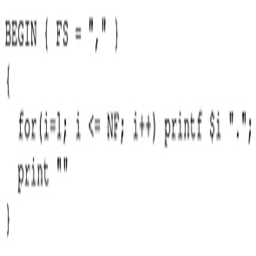 BEGIN { FS = "," }
{
for(i=1; i <= NF; i++) printf $i ".";
print ""
}